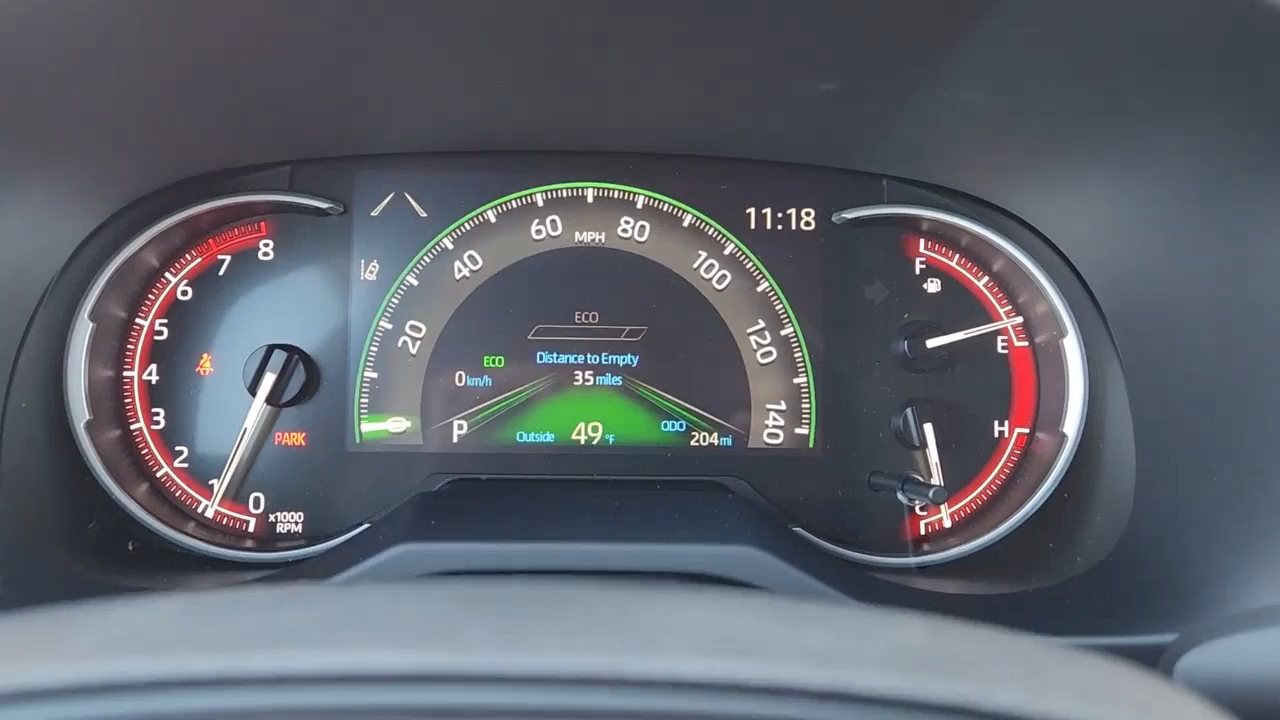 8
7
6
5
4
3
2
1
0
x1000
RPM
PARK
20
40
60
MPH
80
100
120
140
11:18
ECO
ECO
Distance to Empty
0 km/h
35 miles
P
Outside 49 °F
ODO
204 mi
F
E
H
C